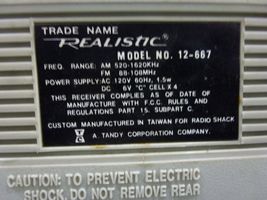 TRADE NAME
REALISTIC
MODEL NO. 12-667
FREQ. RANGE: AM 520-1620KHz
FM 88-108MHz
POWER SUPPLY: AC 120V 60Hz, 1.5W
DC 6V "C" CELL X 4
THIS RECEIVER COMPLIED AS OF DATE OF
MANUFACTURE WITH F.C.C. RULES AND
REGULATIONS PART 15. SUBPART C.
CUSTOM MANUFACTURED IN TAIWAN FOR RADIO SHACK
A. TANDY CORPORATION COMPANY.
CAUTION: TO PREVENT ELECTRIC
SHOCK, DO NOT REMOVE REAR